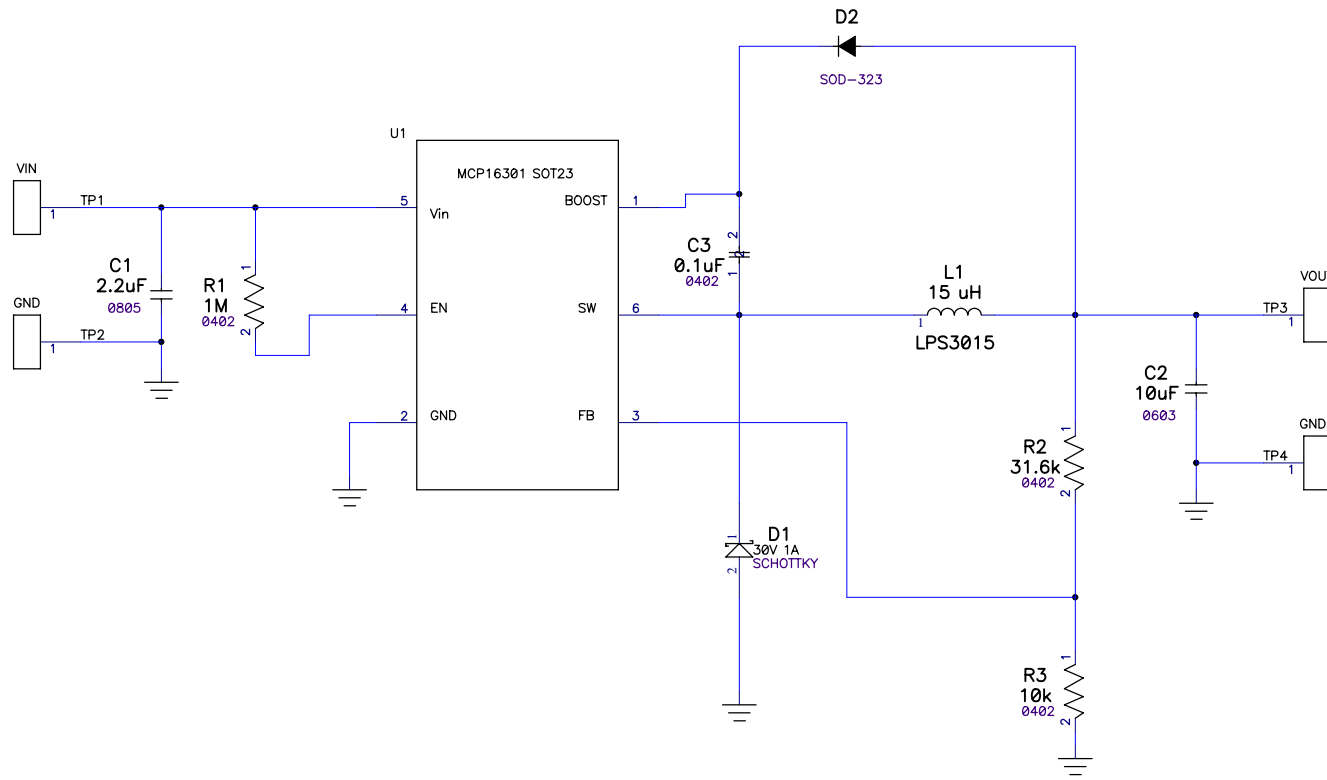 D2
SOD-323
U1
MCP16301 SOT23
VIN
TP1
1
5
Vin
BOOST
1
C3
0.1uF
0402
2
1
C1
2.2uF
0805
R1
1M
0402
1
2
GND
TP2
1
4
EN
SW
6
L1
15 uH
1
LPS3015
VOU
TP3
1
C2
10uF
0603
2
GND
FB
3
R2
31.6k
0402
1
2
GND
TP4
1
D1
30V 1A
SCHOTTKY
1
2
R3
10k
0402
1
2